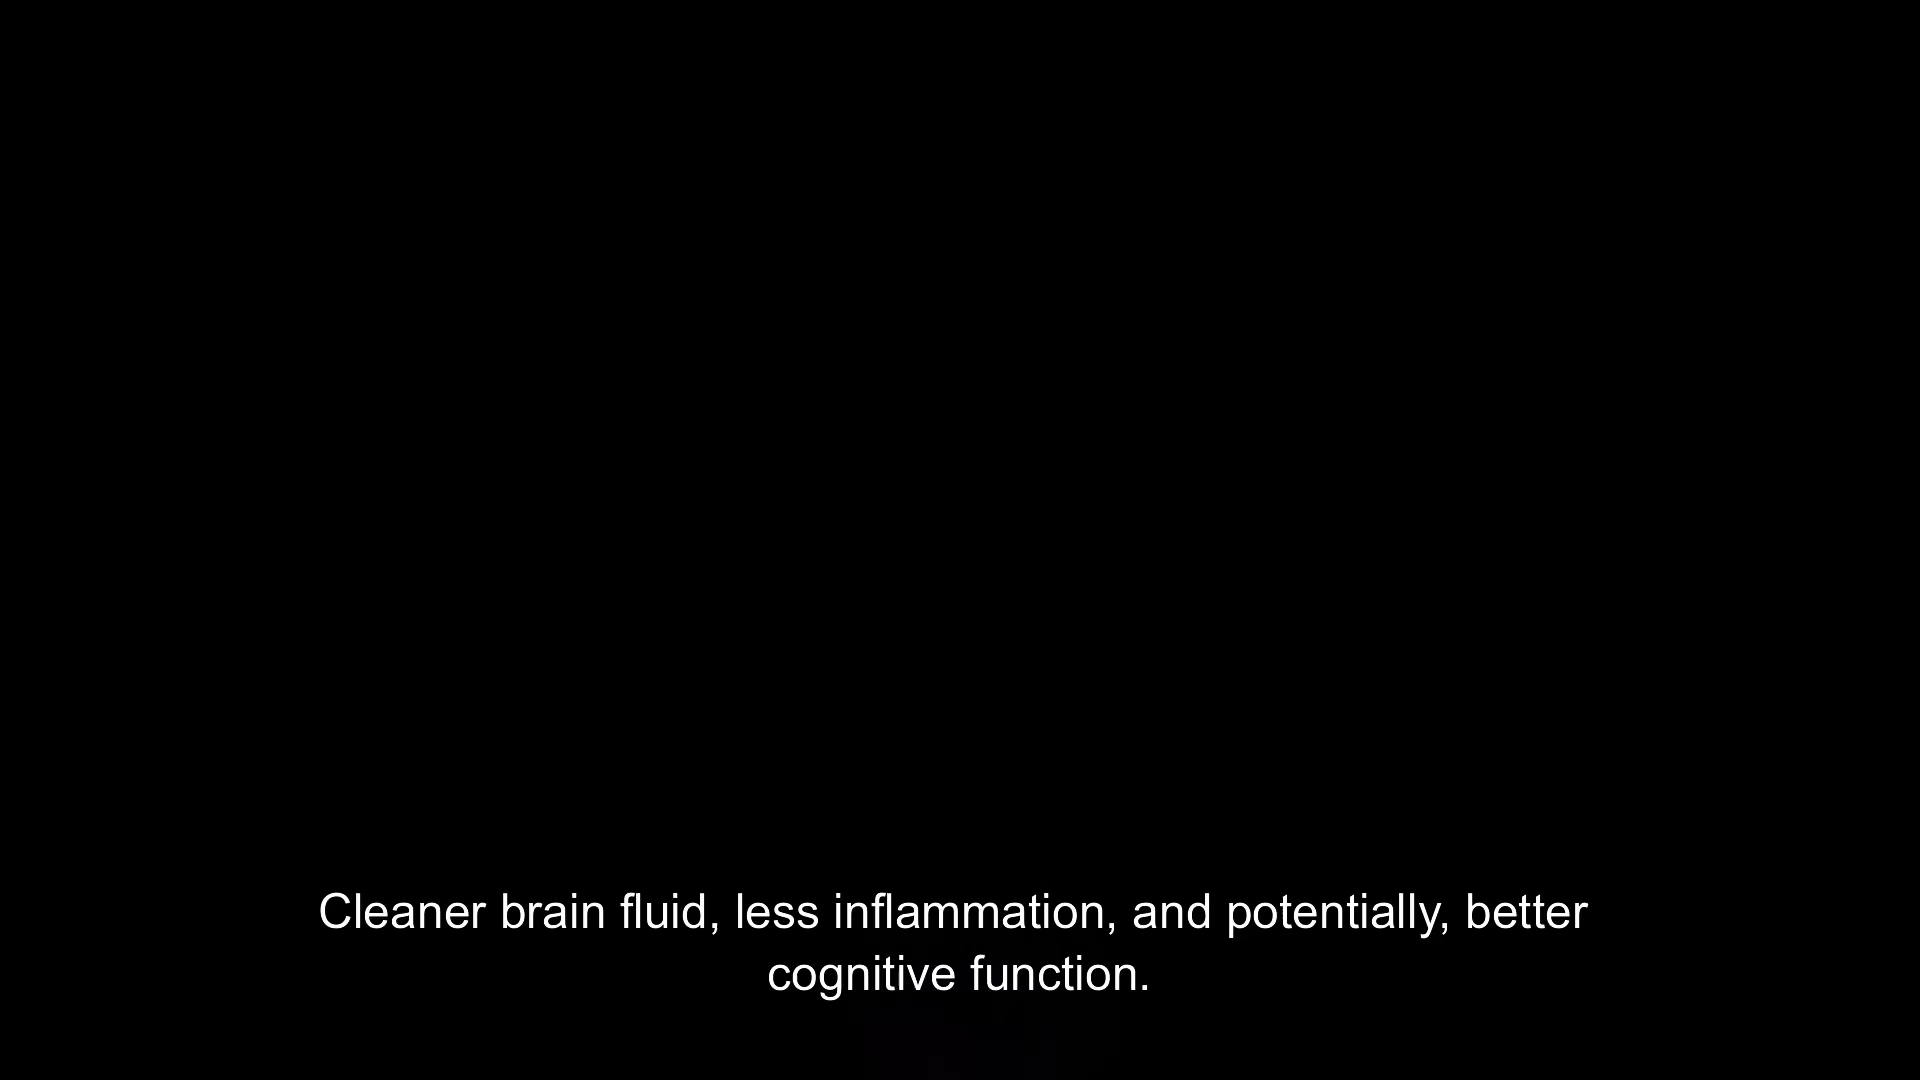 Cleaner brain fluid, less inflammation, and potentially, better
cognitive function.